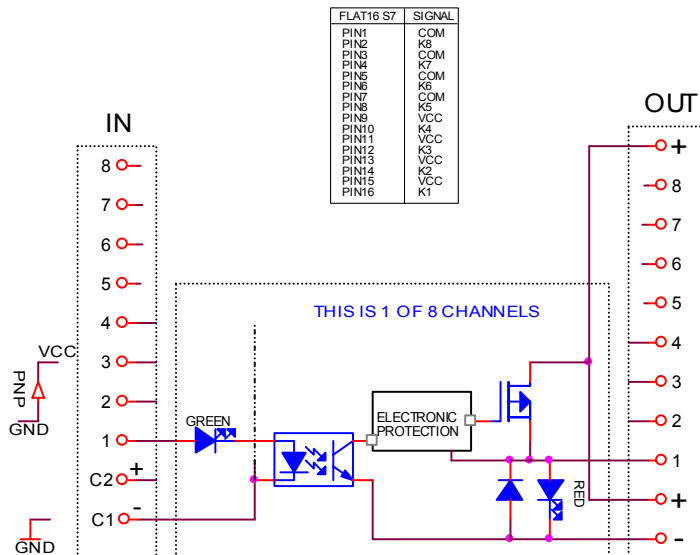 FLAT16 S7 SIGNAL
PIN1 COM
PIN2 K8
PIN3 COM
PIN4 K7
PIN5 COM
PIN6 K6
PIN7 COM
PIN8 K5
PIN9 VCC
PIN10 K4
PIN11 VCC
PIN12 K3
PIN13 VCC
PIN14 K2
PIN15 VCC
PIN16 K1
IN
OUT
8
7
6
5
4
3
2
1
C2 +
C1 -
VCC
PNP
GND
GND
THIS IS 1 OF 8 CHANNELS
GREEN
ELECTRONIC
PROTECTION
RED
+
8
7
6
5
4
3
2
1
+
-